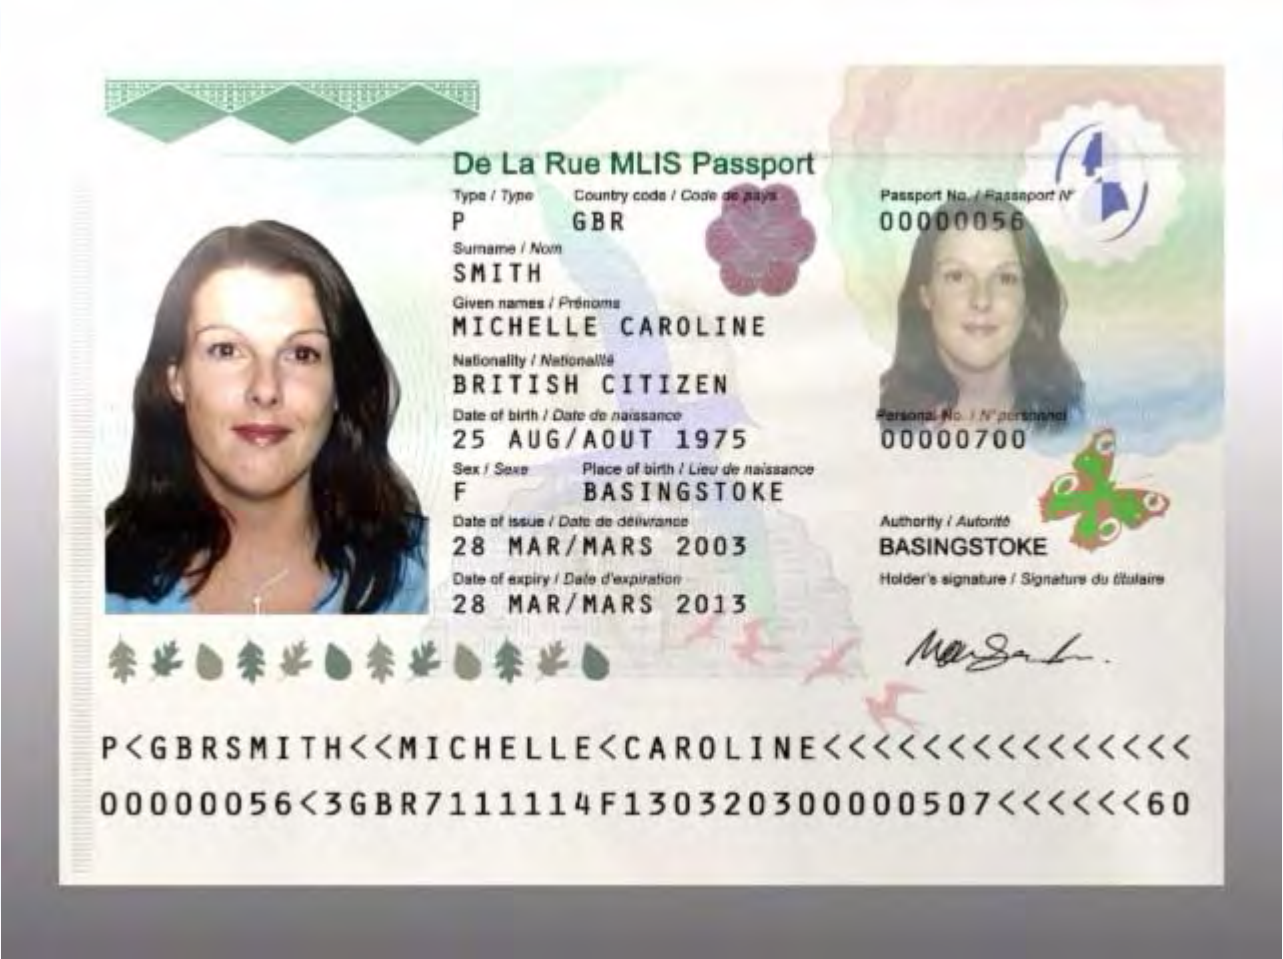 De La Rue MLIS Passport
Type / Type Country code / Code de pays Passport No. / Passeport N°
P GBR 00000056
Surname / Nom
SMITH
Given names / Prénoms
MICHELLE CAROLINE
Nationality / Nationalité
BRITISH CITIZEN
Date of birth / Date de naissance Personal No. / N° personnel
25 AUG/AOUT 1975 00000700
Sex / Sexe Place of birth / Lieu de naissance
F BASINGSTOKE
Date of issue / Date de délivrance Authority / Autorité
28 MAR/MARS 2003 BASINGSTOKE
Date of expiry / Date d'expiration Holder's signature / Signature du titulaire
28 MAR/MARS 2013
P<GBRSMITH<<MICHELLE<CAROLINE<<<<<<<<<<<<<<<
00000056<3GBR7111114F130320300000507<<<<<<60